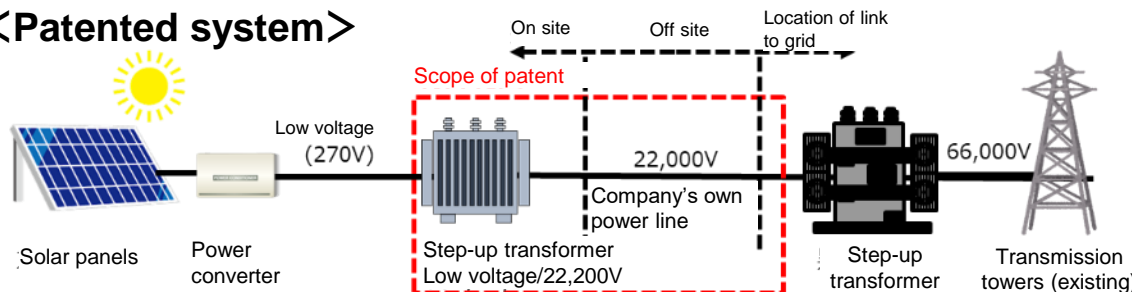 <Patented system>
On site
Off site
Location of link
to grid
Scope of patent
Low voltage
(270V)
22,000V
66,000V
Company's own
power line
Solar panels
Power
converter
Step-up transformer
Low voltage/22,200V
Step-up
transformer
Transmission
towers (existing)